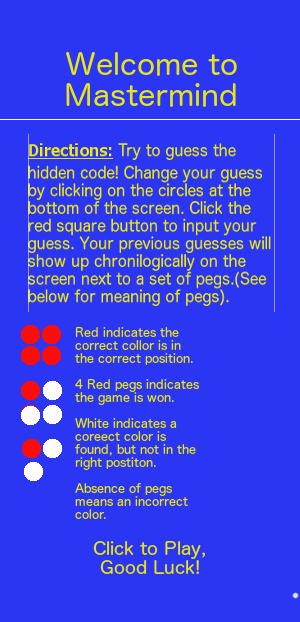 Welcome to
Mastermind
Directions: Try to guess the
hidden code! Change your guess
by clicking on the circles at the
bottom of the screen. Click the
red square button to input your
guess. Your previous guesses will
show up chronilogically on the
screen next to a set of pegs.(See
below for meaning of pegs).
Red indicates the
correct collor is in
the correct position.
4 Red pegs indicates
the game is won.
White indicates a
coreect color is
found, but not in the
right postiton.
Absence of pegs
means an incorrect
color.
Click to Play,
Good Luck!